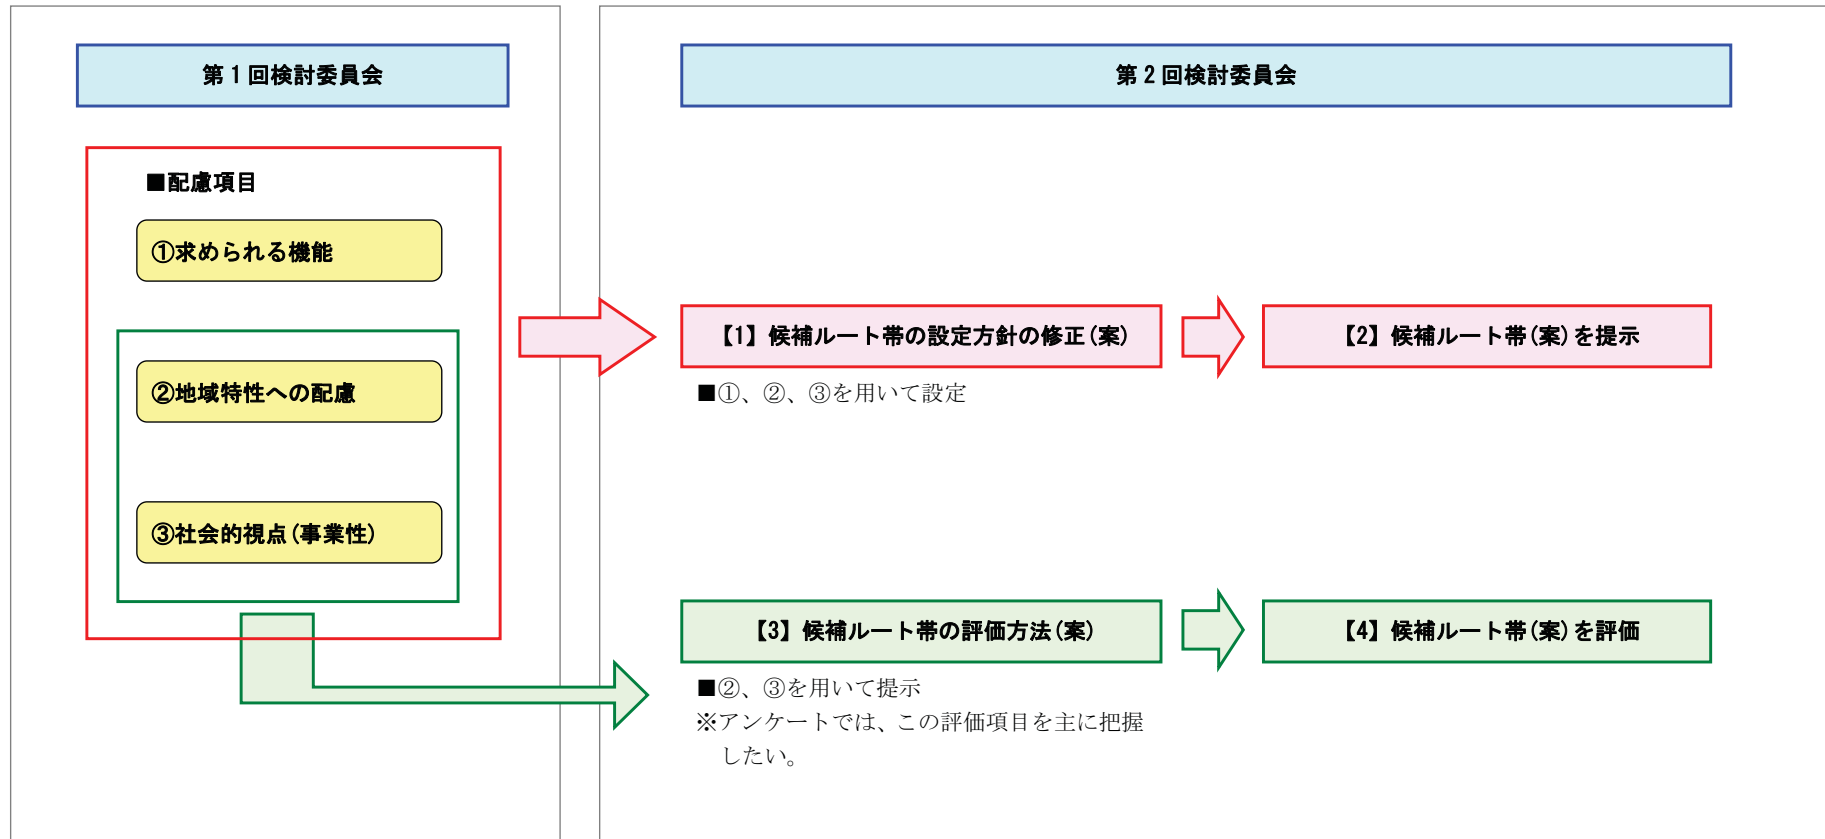 第1回検討委員会
■配慮項目
①求められる機能
②地域特性への配慮
③社会的視点(事業性)
第2回検討委員会
【1】候補ルート帯の設定方針の修正(案)
■①、②、③を用いて設定
【2】候補ルート帯(案)を提示
【3】候補ルート帯の評価方法(案)
■②、③を用いて提示
※アンケートでは、この評価項目を主に把握
したい。
【4】候補ルート帯(案)を評価